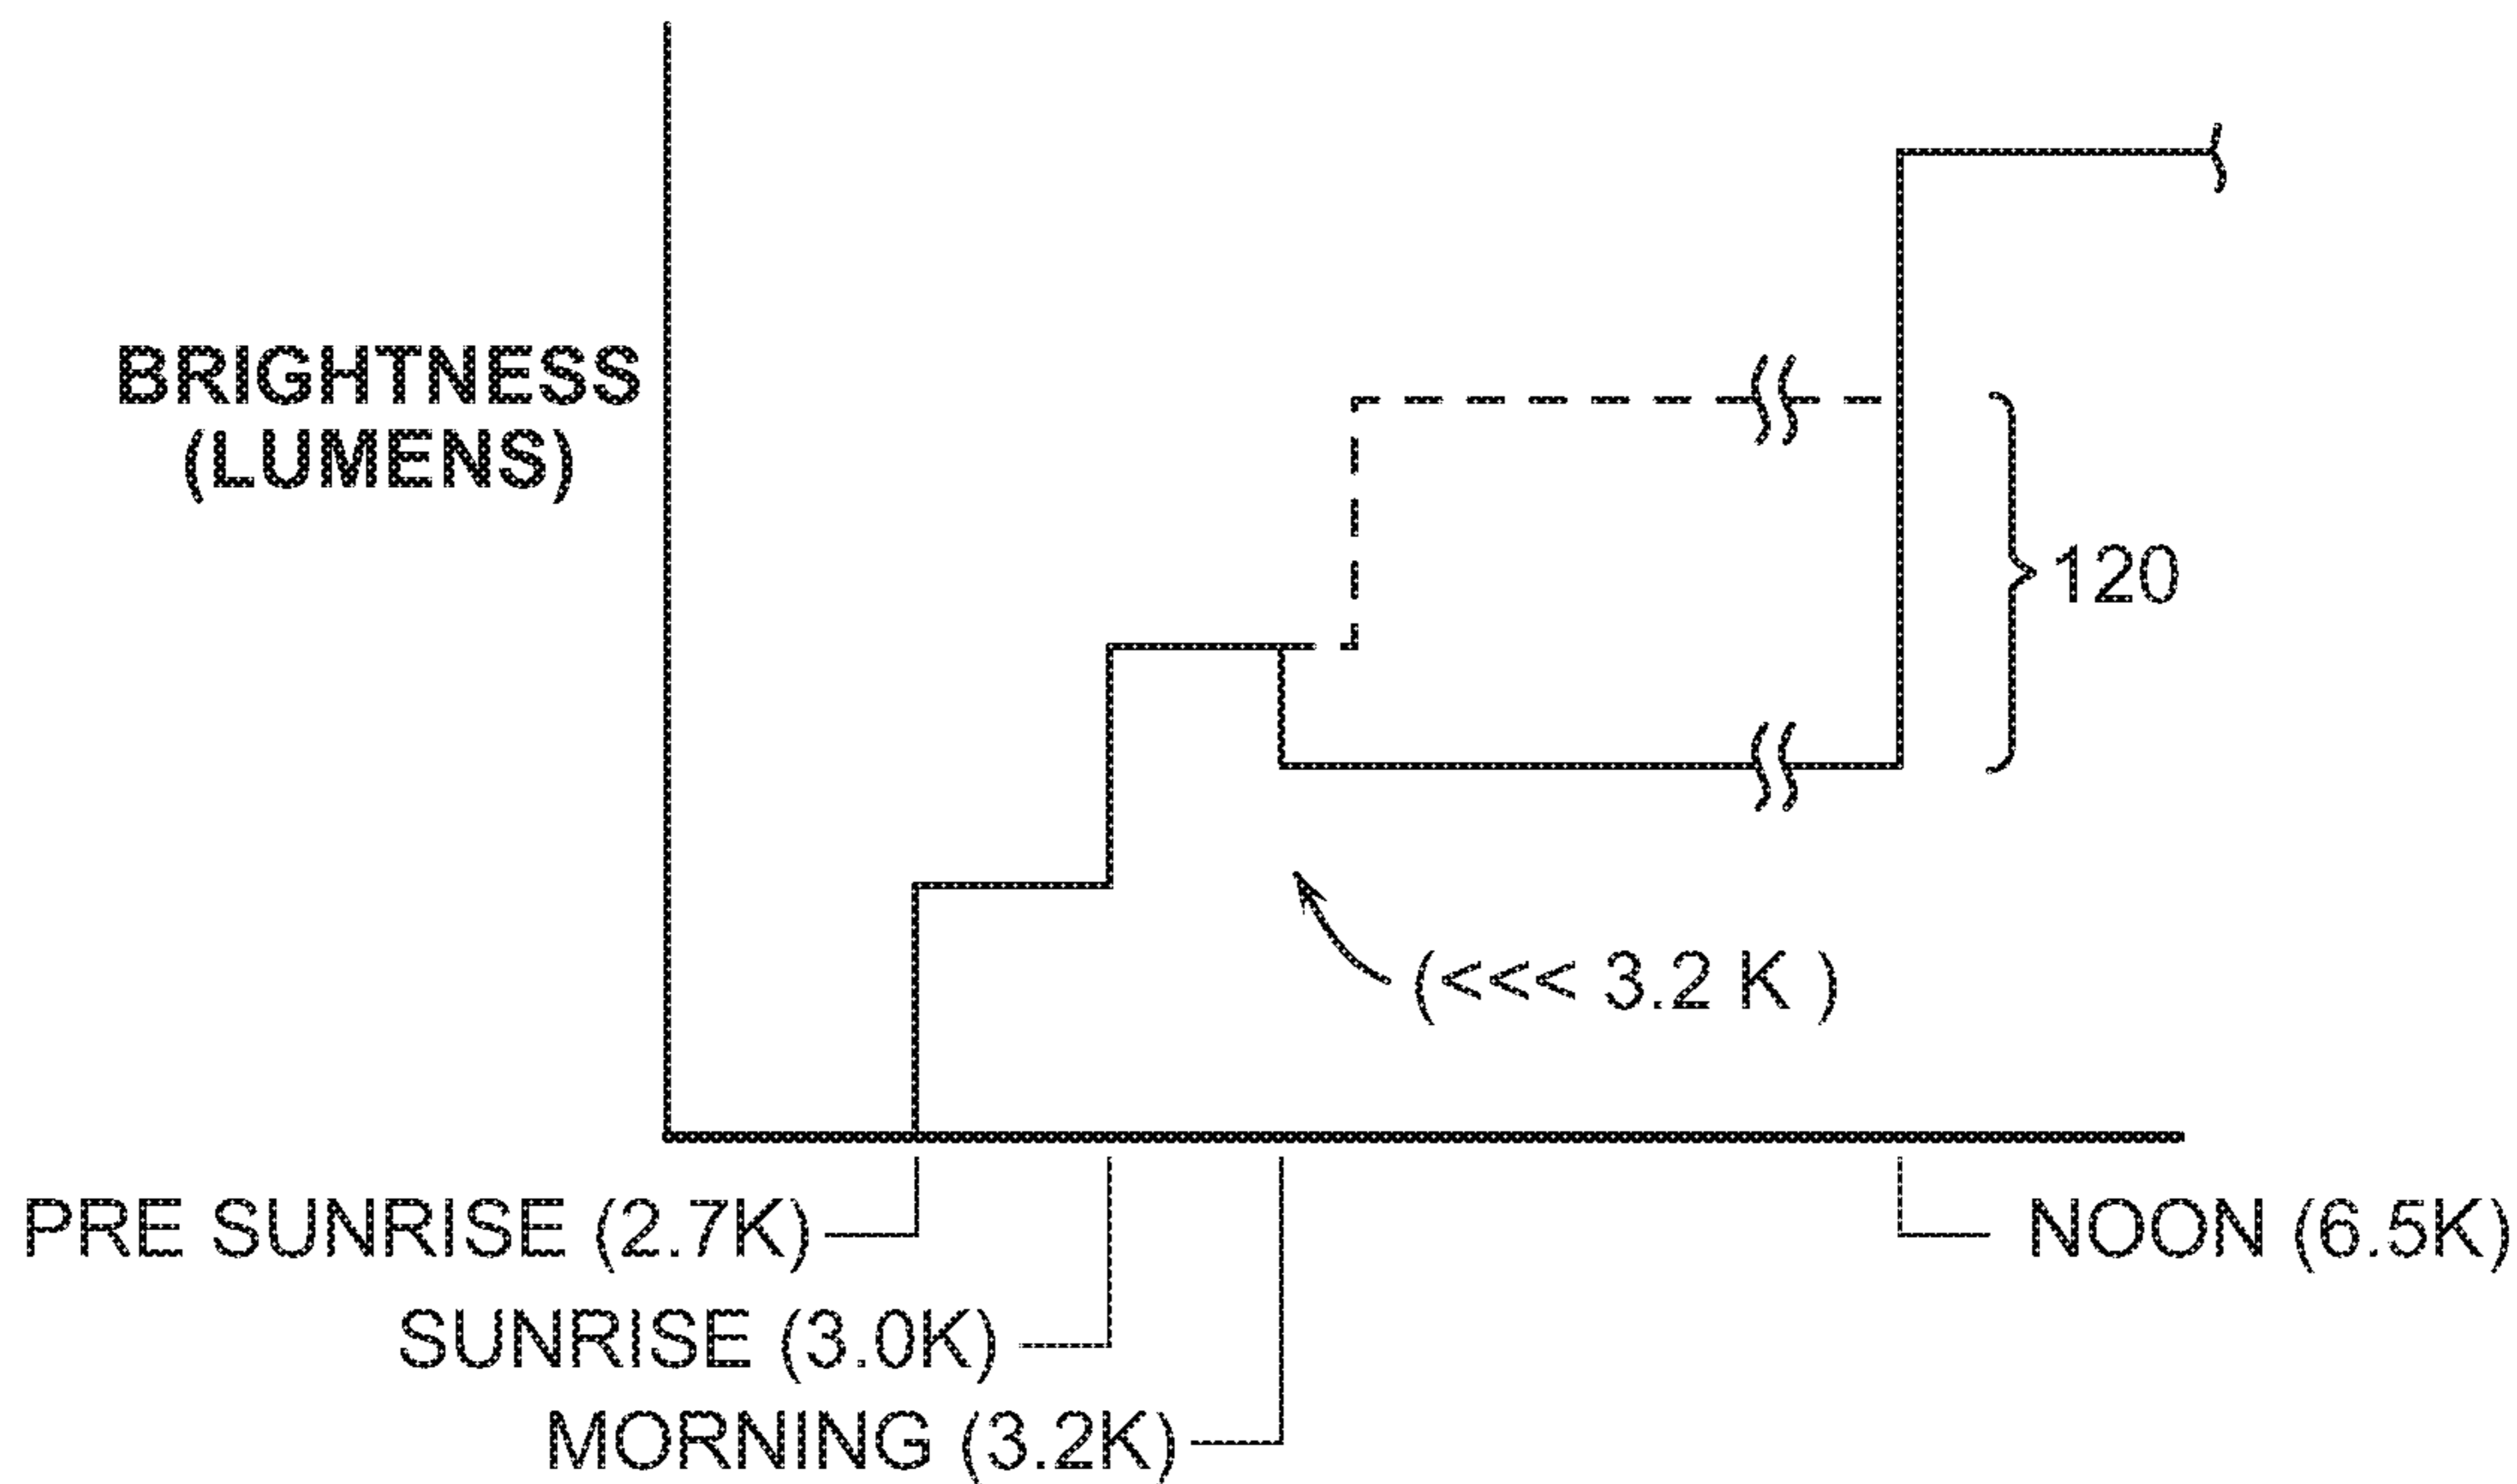 BRIGHTNESS
(LUMENS)
120
(<<< 3.2 K )
PRE SUNRISE (2.7K)
NOON (6.5K)
SUNRISE (3.0K)
MORNING (3.2K)